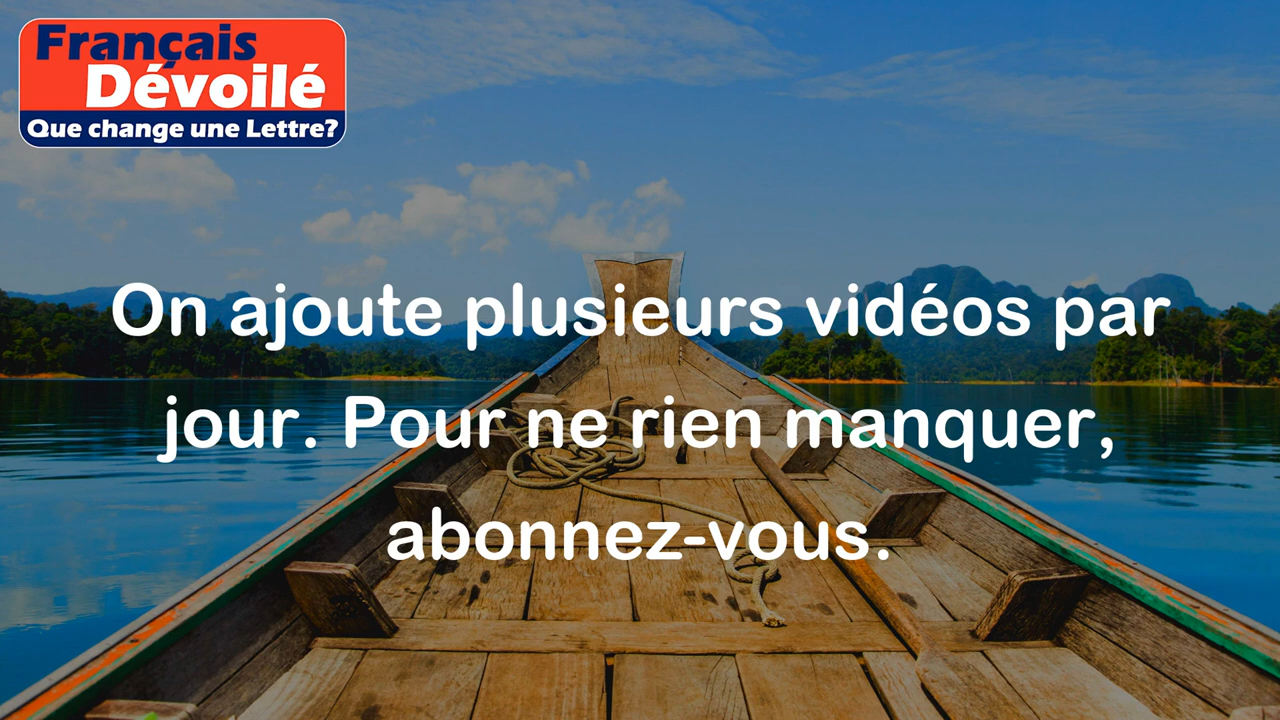 Français
Dévoilé
Que change une Lettre?
On ajoute plusieurs vidéos par
jour. Pour ne rien manquer,
abonnez-vous.